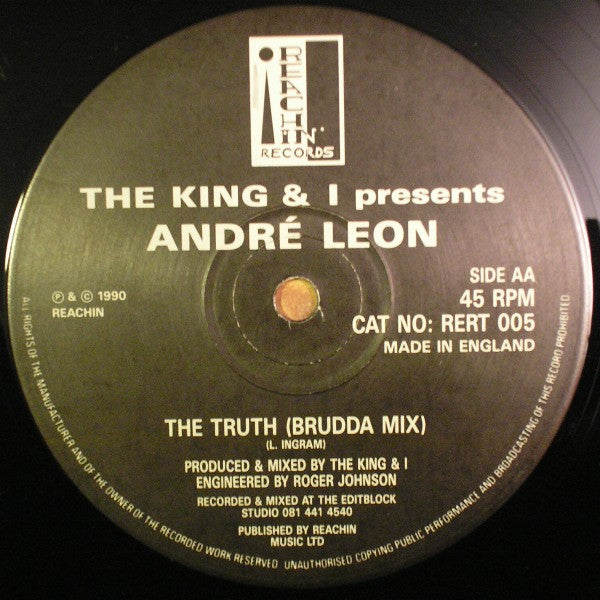 REACHIN'
RECORDS
THE KING & I presents
ANDRÉ LEON
℗ & © 1990
REACHIN
SIDE AA
45 RPM
CAT NO: RERT 005
MADE IN ENGLAND
THE TRUTH (BRUDDA MIX)
(L. INGRAM)
PRODUCED & MIXED BY THE KING & I
ENGINEERED BY ROGER JOHNSON
RECORDED & MIXED AT THE EDITBLOCK
STUDIO 081 441 4540
PUBLISHED BY REACHIN
MUSIC LTD
ALL RIGHTS OF THE MANUFACTURER AND OF THE OWNER OF THE RECORDED WORK RESERVED UNAUTHORISED COPYING PUBLIC PERFORMANCE AND BROADCASTING OF THIS RECORD PROHIBITED